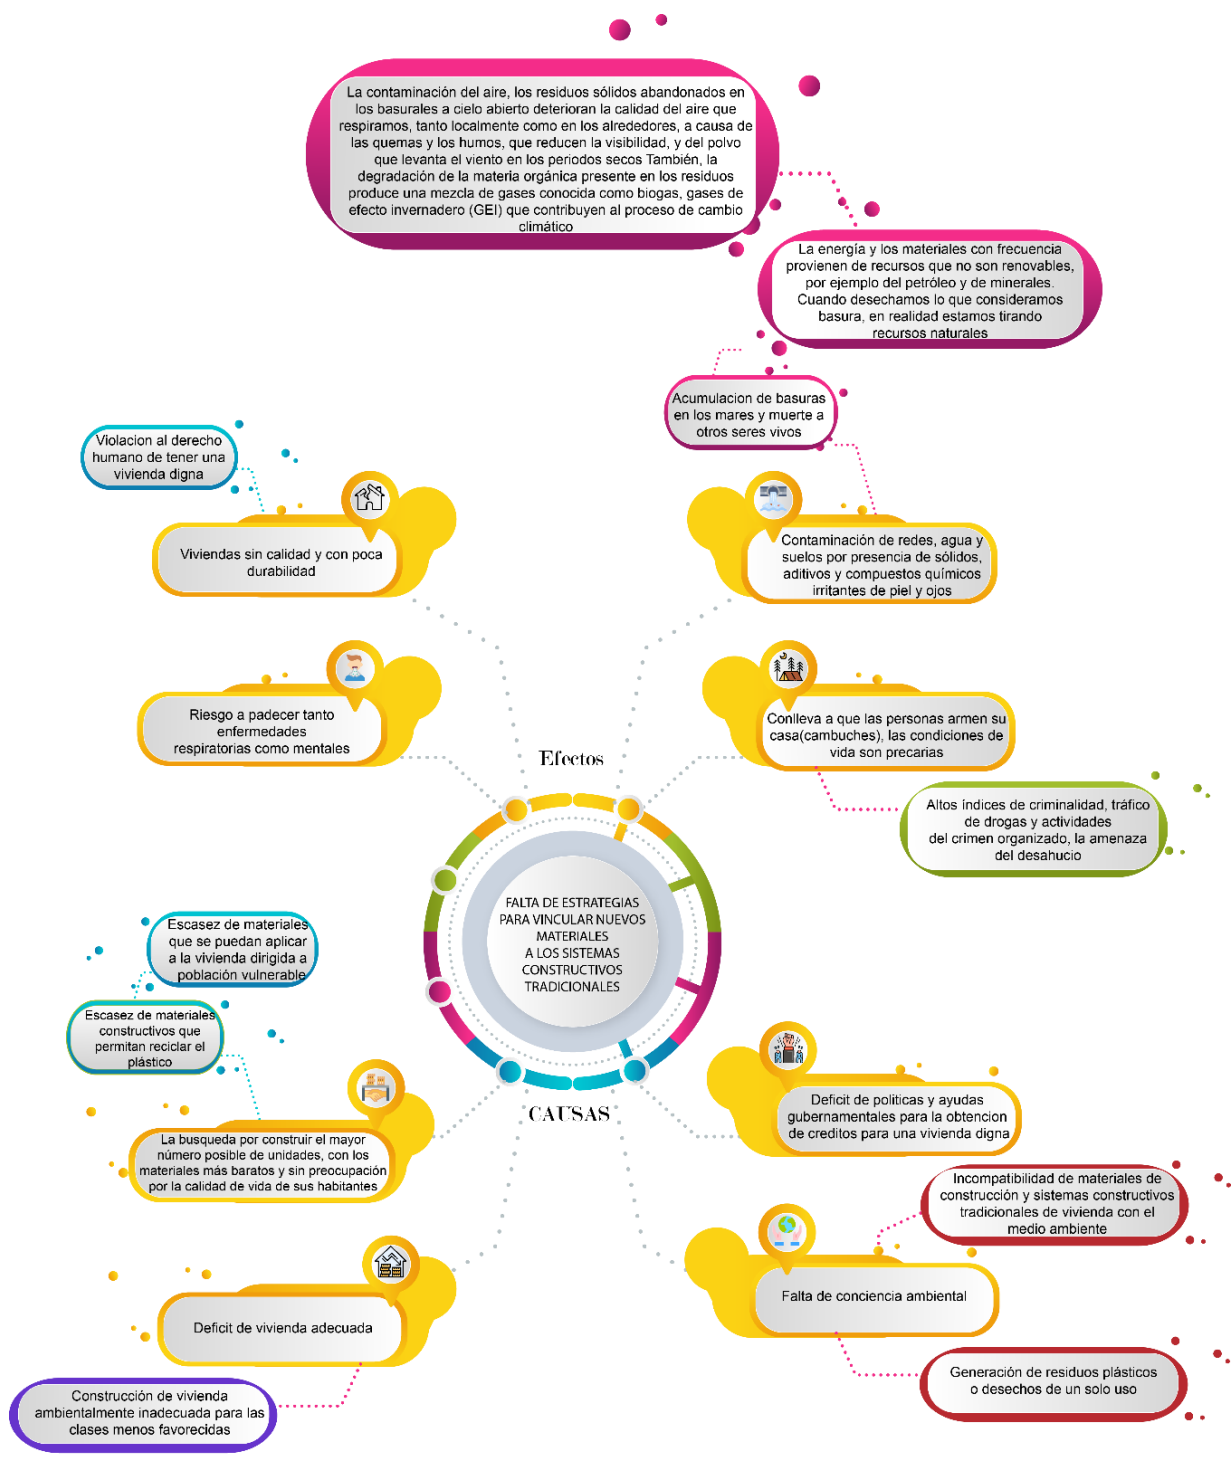 La contaminación del aire, los residuos sólidos abandonados en
los basurales a cielo abierto deterioran la calidad del aire que
respiramos, tanto localmente como en los alrededores, a causa de
las quemas y los humos, que reducen la visibilidad, y del polvo
que levanta el viento en los periodos secos También, la
degradación de la materia orgánica presente en los residuos
produce una mezcla de gases conocida como biogas, gases de
efecto invernadero (GEI) que contribuyen al proceso de cambio
climático
La energía y los materiales con frecuencia
provienen de recursos que no son renovables,
por ejemplo del petróleo y de minerales.
Cuando desechamos lo que consideramos
basura, en realidad estamos tirando
recursos naturales
Acumulacion de basuras
en los mares y muerte a
otros seres vivos
Violacion al derecho
humano de tener una
vivienda digna
Viviendas sin calidad y con poca
durabilidad
Contaminación de redes, agua y
suelos por presencia de sólidos,
aditivos y compuestos químicos
irritantes de piel y ojos
Riesgo a padecer tanto
enfermedades
respiratorias como mentales
Conlleva a que las personas armen su
casa(cambuches), las condiciones de
vida son precarias
Efectos
Altos índices de criminalidad, tráfico
de drogas y actividades
del crimen organizado, la amenaza
del desahucio
FALTA DE ESTRATEGIAS
PARA VINCULAR NUEVOS
MATERIALES
A LOS SISTEMAS
CONSTRUCTIVOS
TRADICIONALES
Escasez de materiales
que se puedan aplicar
a la vivienda dirigida a
población vulnerable
Escasez de materiales
constructivos que
permitan reciclar el
plástico
CAUSAS
La busqueda por construir el mayor
número posible de unidades, con los
materiales más baratos y sin preocupación
por la calidad de vida de sus habitantes
Deficit de politicas y ayudas
gubernamentales para la obtencion
de creditos para una vivienda digna
Incompatibilidad de materiales de
construcción y sistemas constructivos
tradicionales de vivienda con el
medio ambiente
Falta de conciencia ambiental
Deficit de vivienda adecuada
Generación de residuos plásticos
o desechos de un solo uso
Construcción de vivienda
ambientalmente inadecuada para las
clases menos favorecidas